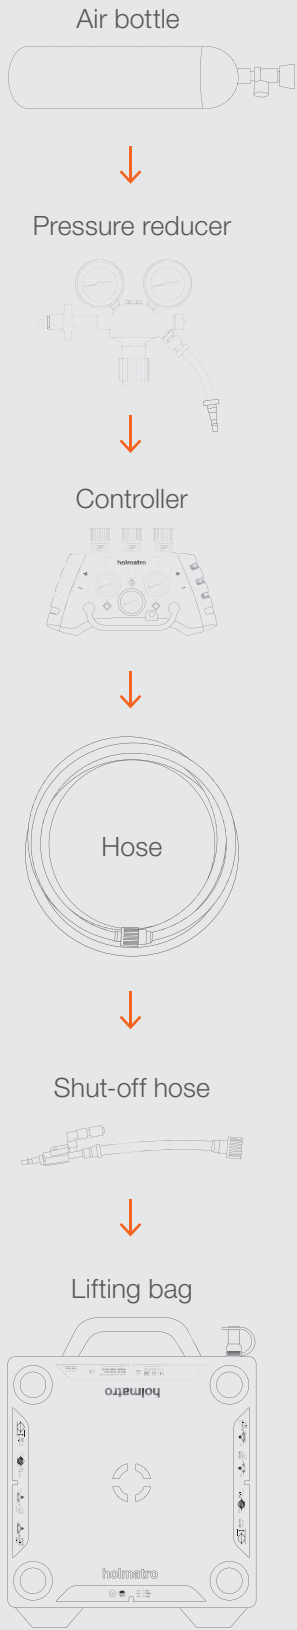 Air bottle
Pressure reducer
Controller
holmatro
Hose
Shut-off hose
Lifting bag
holmatro
holmatro